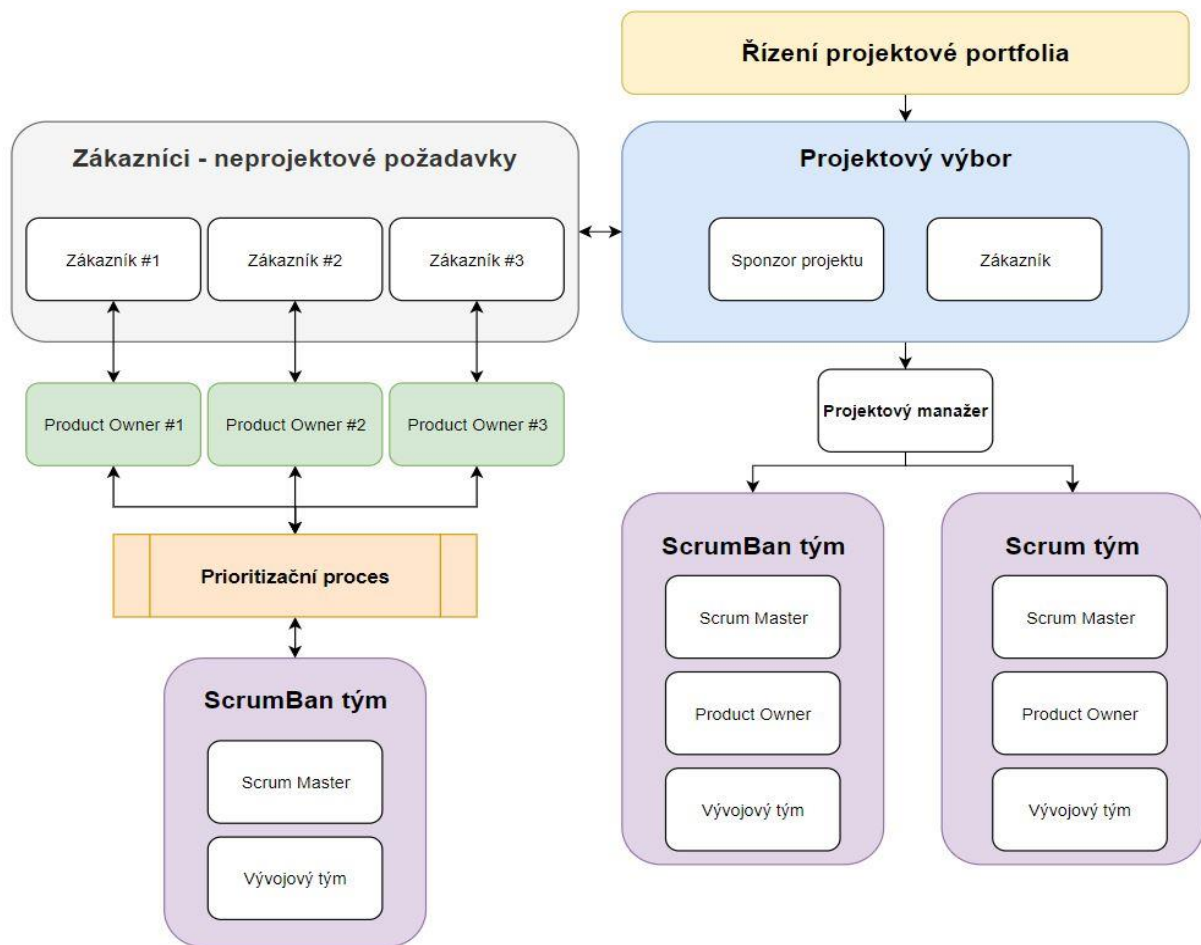 Řízení projektové portfolia
Zákazníci - neprojektové požadavky
Zákazník #1
Zákazník #2
Zákazník #3
Projektový výbor
Sponzor projektu
Zákazník
Product Owner #1
Product Owner #2
Product Owner #3
Projektový manažer
Prioritizační proces
ScrumBan tým
Scrum Master
Vývojový tým
ScrumBan tým
Scrum Master
Product Owner
Vývojový tým
Scrum tým
Scrum Master
Product Owner
Vývojový tým